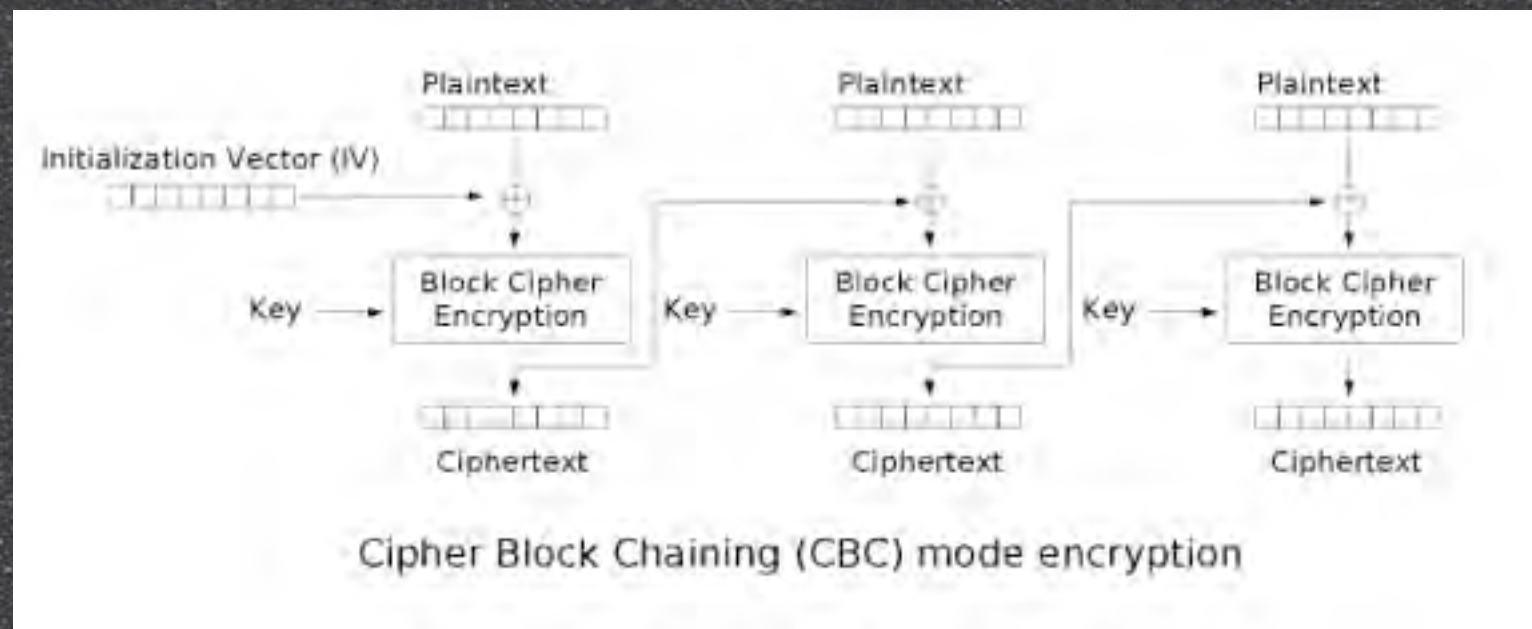 Plaintext
Plaintext
Plaintext
Initialization Vector (IV)
Key
Block Cipher
Encryption
Key
Block Cipher
Encryption
Key
Block Cipher
Encryption
Ciphertext
Ciphertext
Ciphertext
Cipher Block Chaining (CBC) mode encryption